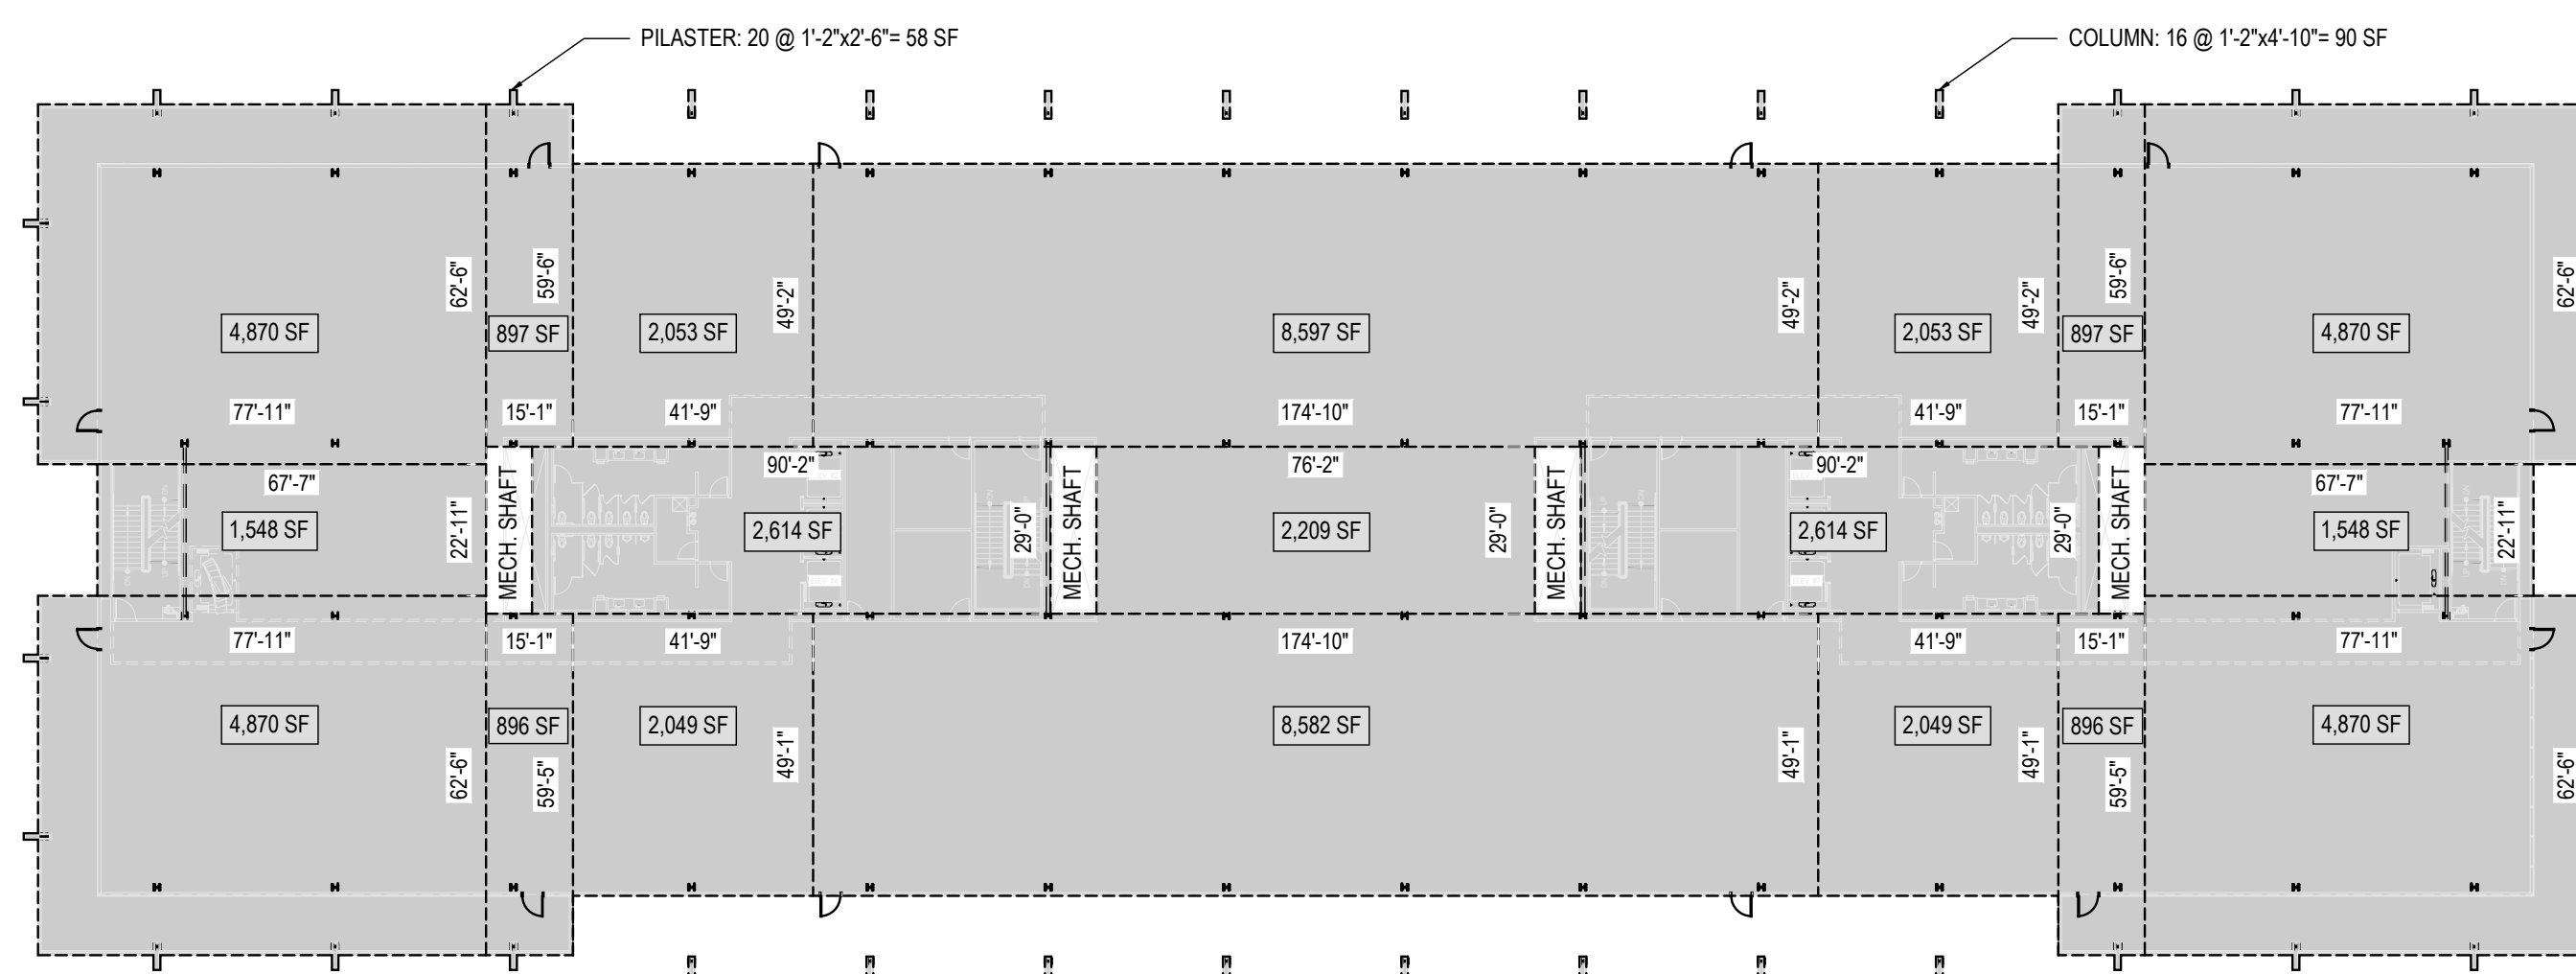 PILASTER: 20 @ 1'-2"x2'-6"= 58 SF
COLUMN: 16 @ 1'-2"x4'-10"= 90 SF
62'-6"
59'-6"
49'-2"
49'-2"
49'-2"
59'-6"
62'-6"
4,870 SF
897 SF
2,053 SF
8,597 SF
2,053 SF
897 SF
4,870 SF
77'-11"
15'-1"
41'-9"
174'-10"
41'-9"
15'-1"
77'-11"
67'-7"
90'-2"
76'-2"
90'-2"
67'-7"
1,548 SF
22'-11"
MECH. SHAFT
2,614 SF
29'-0"
MECH. SHAFT
2,209 SF
29'-0"
MECH. SHAFT
2,614 SF
29'-0"
MECH. SHAFT
1,548 SF
22'-11"
77'-11"
15'-1"
41'-9"
174'-10"
41'-9"
15'-1"
77'-11"
4,870 SF
896 SF
2,049 SF
8,582 SF
2,049 SF
896 SF
4,870 SF
62'-6"
59'-5"
49'-1"
49'-1"
49'-1"
59'-5"
62'-6"